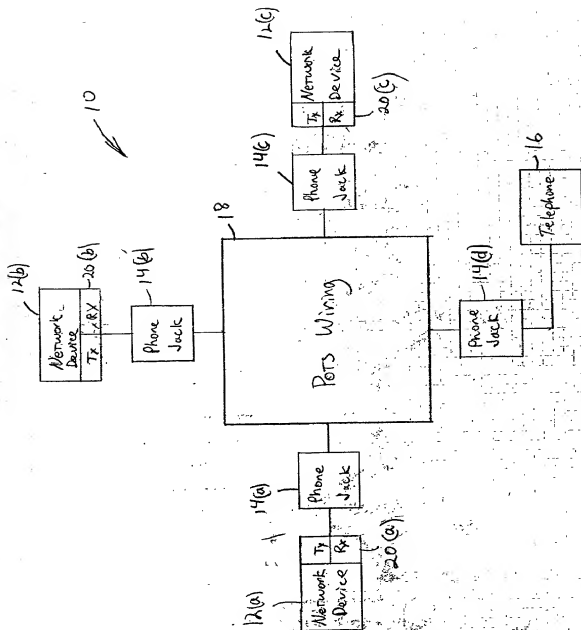 10
12(b)
Network
Device
Tx
RX
20(b)
14(b)
Phone
Jack
18
14(c)
Phone
Jack
12(c)
Network
Device
Tx
Rx
20(c)
14(a)
Phone
Jack
12(a)
Network
Device
Tx
Rx
20(a)
POTS Wiring
14(d)
Phone
Jack
16
Telephone